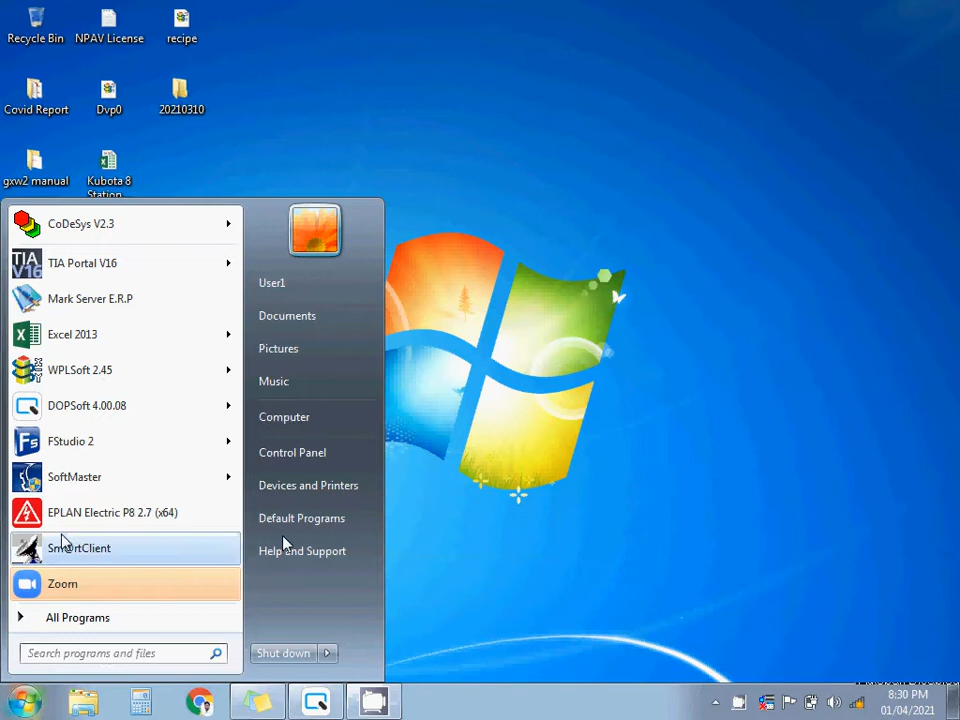 Recycle Bin
NPAV License
recipe
Covid Report
Dvp0
20210310
gxw2 manual
Kubota 8
Station
CoDeSys V2.3
TIA Portal V16
Mark Server E.R.P
Excel 2013
WPLSoft 2.45
DOPSoft 4.00.08
FStudio 2
SoftMaster
EPLAN Electric P8 2.7 (x64)
SmartClient
Zoom
All Programs
Search programs and files
User1
Documents
Pictures
Music
Computer
Control Panel
Devices and Printers
Default Programs
Help and Support
Shut down
8:30 PM
01/04/2021